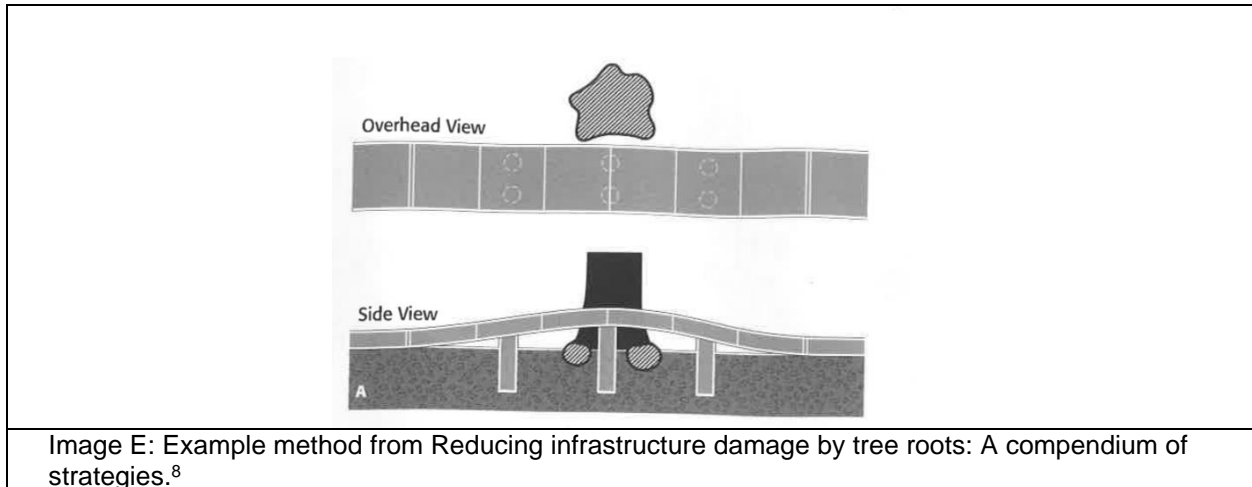 Overhead View
Side View
A
Image E: Example method from Reducing infrastructure damage by tree roots: A compendium of
strategies.8